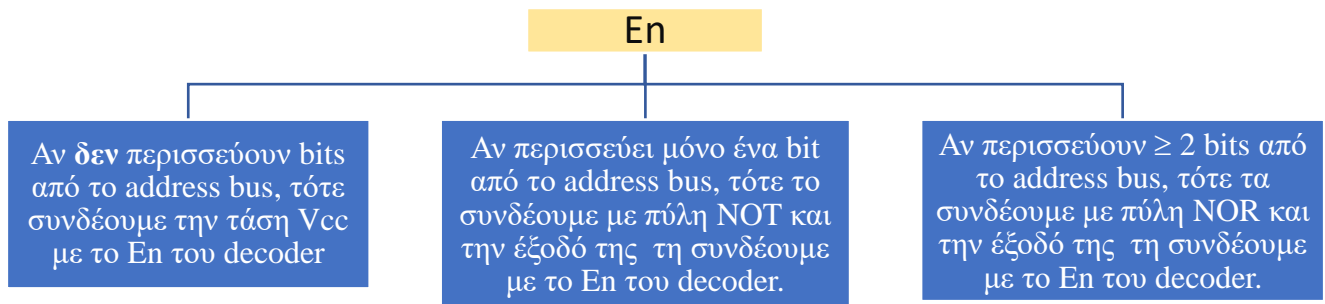 En
Αν δεν περισσεύουν bits
από το address bus, τότε
συνδέουμε την τάση Vcc
με το En του decoder
Αν περισσεύει μόνο ένα bit
από το address bus, τότε το
συνδέουμε με πύλη NOT και
την έξοδό της τη συνδέουμε
με το En του decoder.
Αν περισσεύουν ≥ 2 bits από
το address bus, τότε τα
συνδέουμε με πύλη NOR και
την έξοδό της τη συνδέουμε
με το En του decoder.